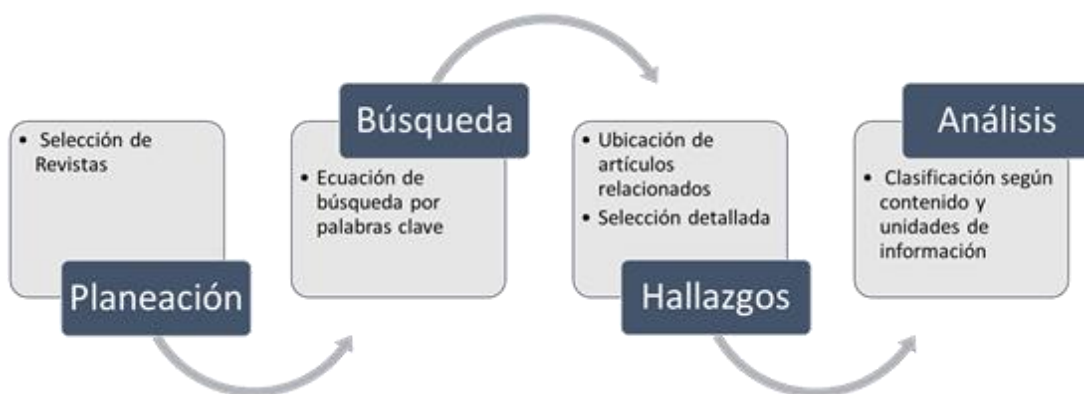 • Selección de
Revistas
Planeación
Búsqueda
• Ecuación de
búsqueda por
palabras clave
• Ubicación de
artículos
relacionados
• Selección detallada
Hallazgos
Análisis
• Clasificación según
contenido y
unidades de
información